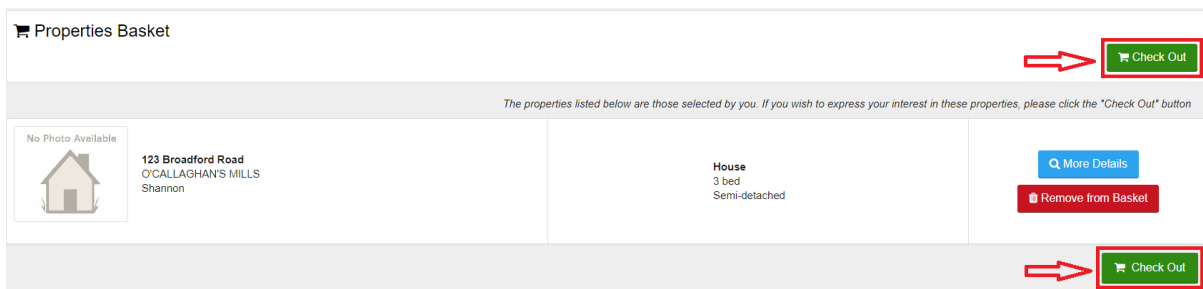 Properties Basket
Check Out
The properties listed below are those selected by you. If you wish to express your interest in these properties, please click the "Check Out" button
No Photo Available
123 Broadford Road
O'CALLAGHAN'S MILLS
Shannon
House
3 bed
Semi-detached
More Details
Remove from Basket
Check Out